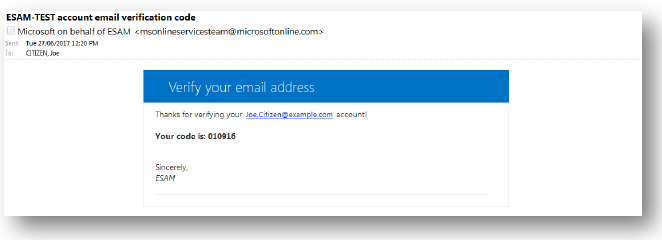 ESAM-TEST account email verification code
Microsoft on behalf of ESAM <msonlineservicesteam@microsoftonline.com>
Sent: Tue 27/06/2017 12:20 PM
To: CITIZEN, Joe
Verify your email address
Thanks for verifying your Joe.Citizen@example.com account!
Your code is: 010916
Sincerely,
ESAM